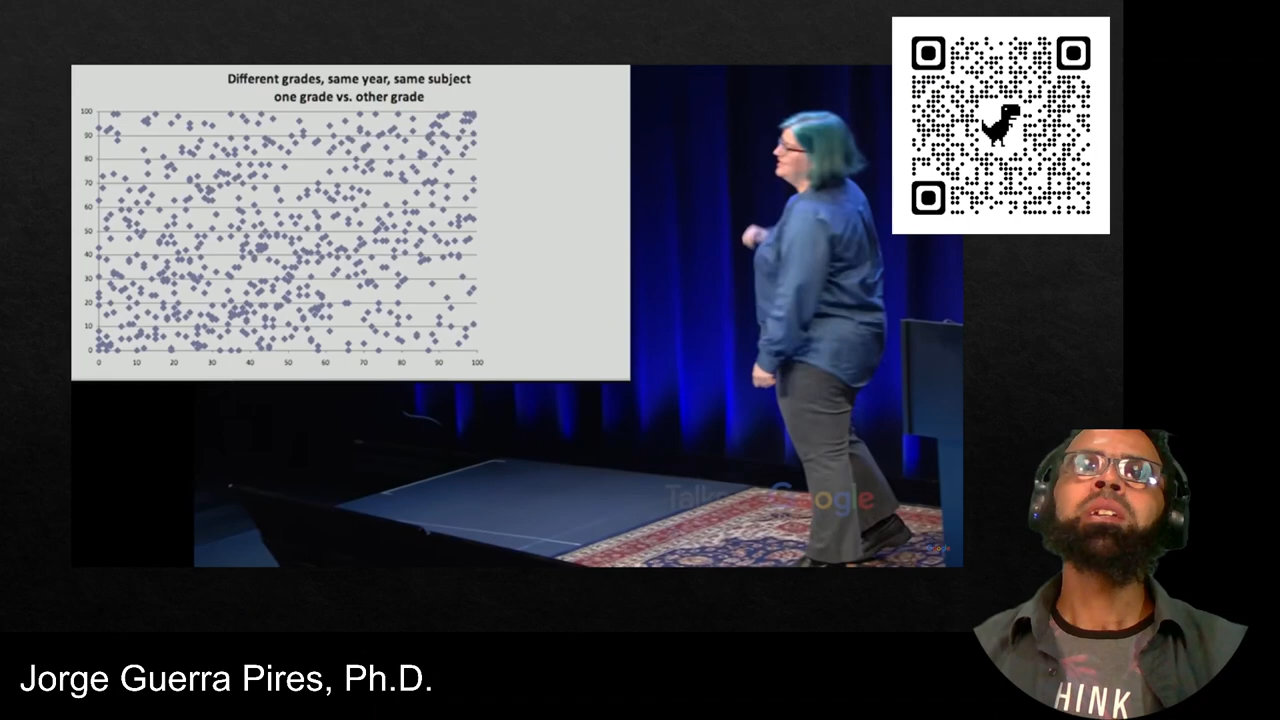 Different grades, same year, same subject
one grade vs. other grade
100
90
80
70
60
50
40
30
20
10
0
0 10 20 30 40 50 60 70 80 90 100
Google
Google
HINK
Jorge Guerra Pires, Ph.D.